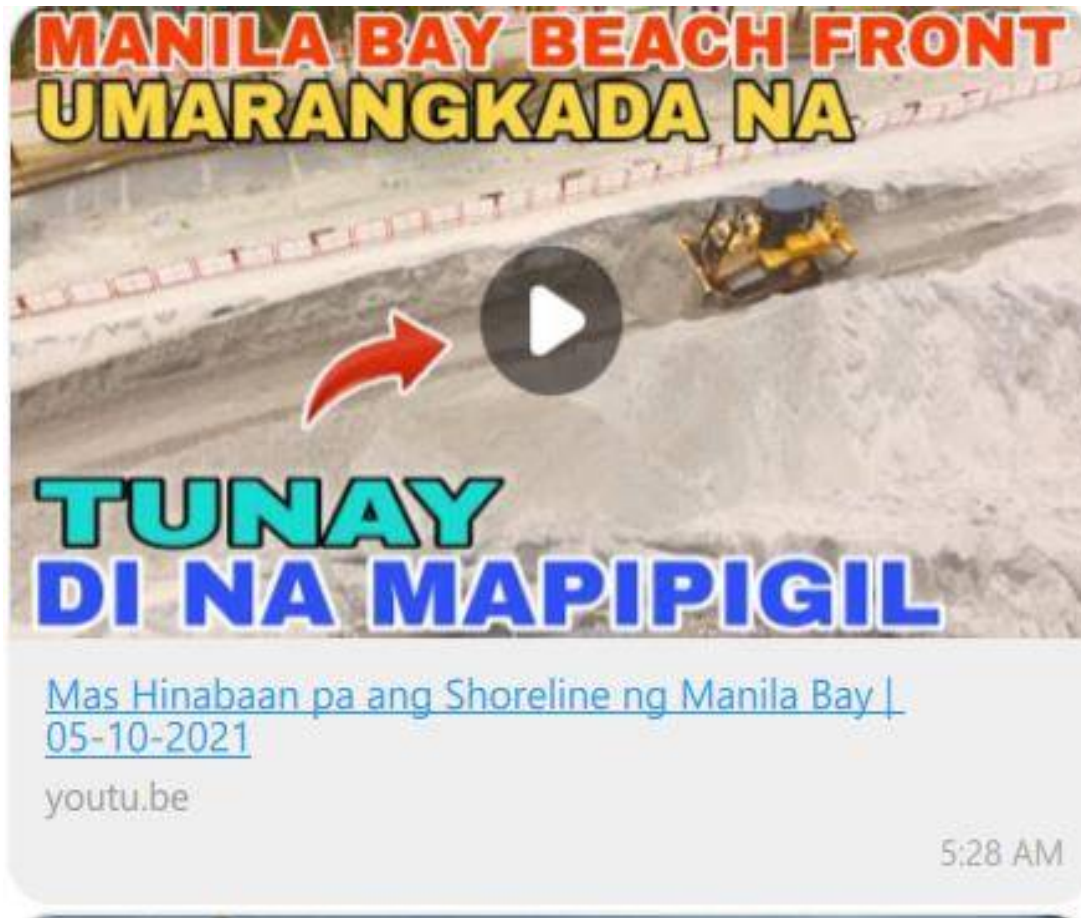 MANILA BAY BEACH FRONT
UMARANGKADA NA
TUNAY
DI NA MAPIPIGIL
Mas Hinabaan pa ang Shoreline ng Manila Bay |
05-10-2021
youtu.be
5:28 AM